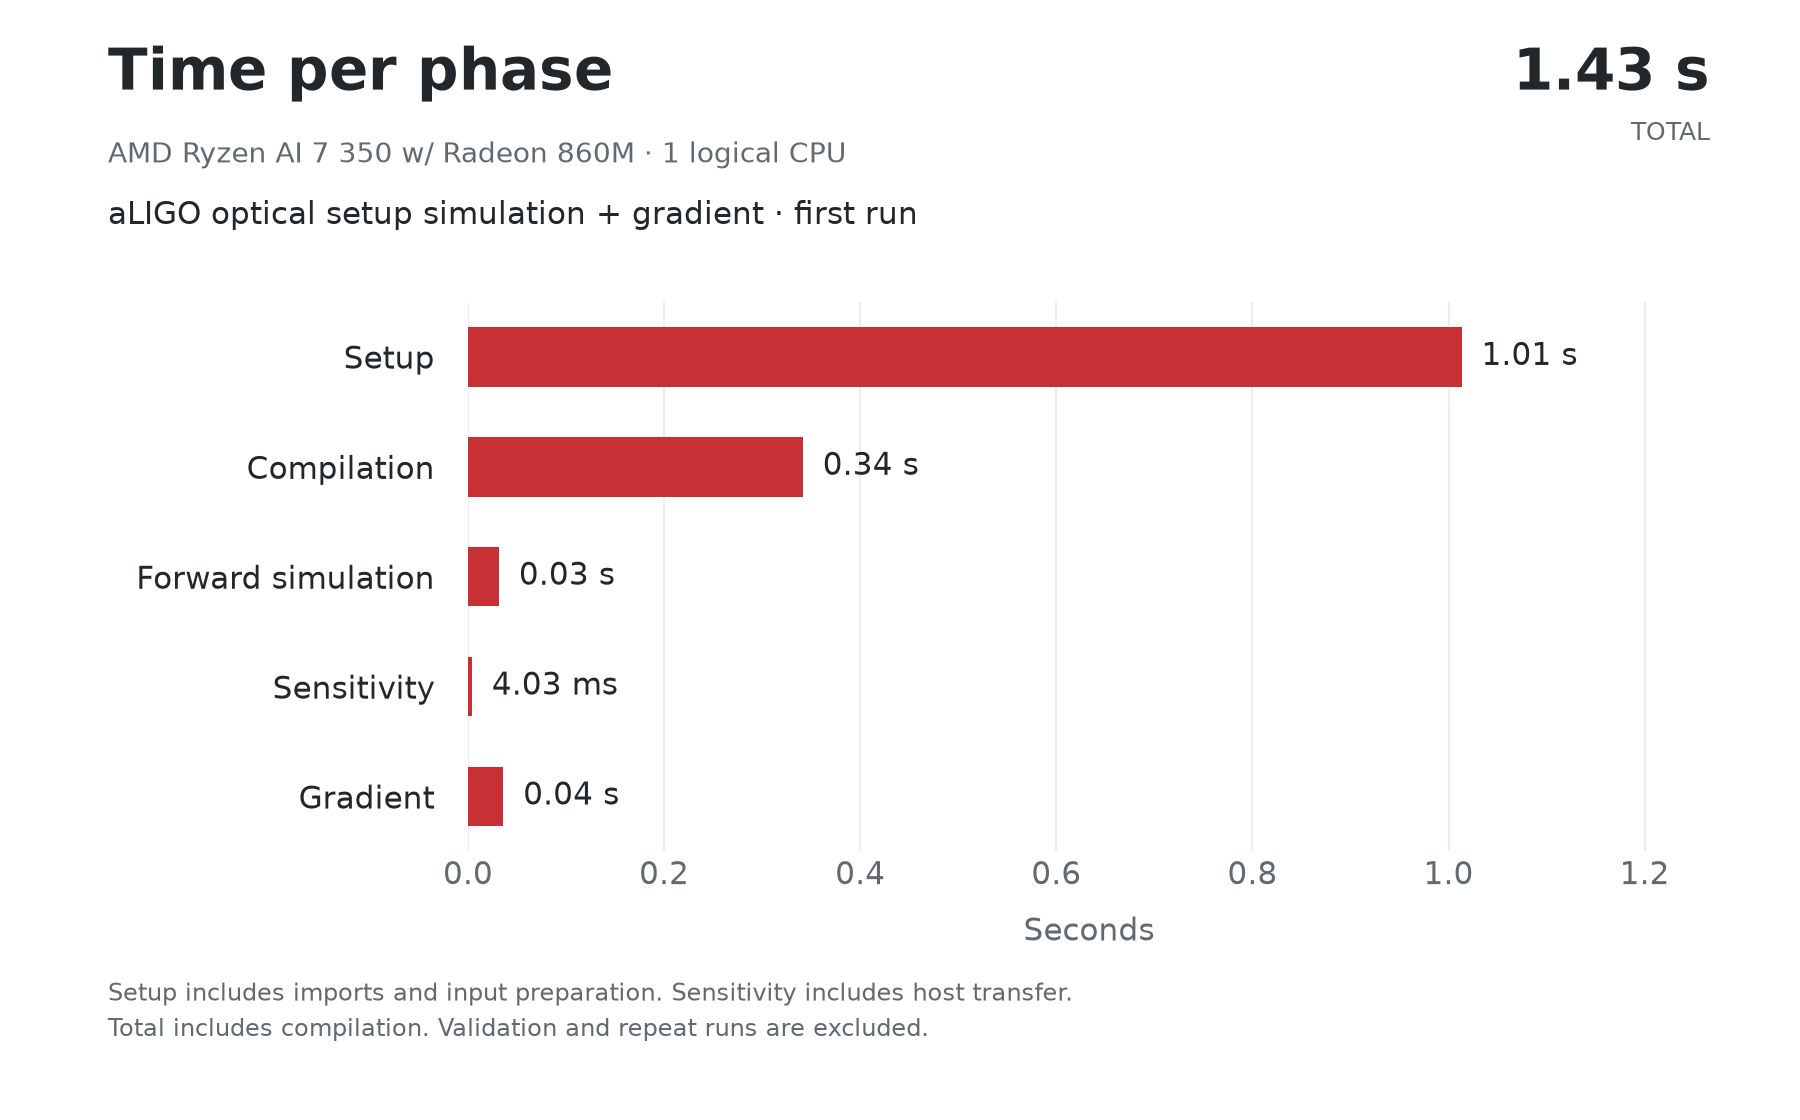 Time per phase
1.43 s
TOTAL
AMD Ryzen AI 7 350 w/ Radeon 860M · 1 logical CPU
aLIGO optical setup simulation + gradient · first run
Setup
1.01 s
Compilation
0.34 s
Forward simulation
0.03 s
Sensitivity
4.03 ms
Gradient
0.04 s
0.0 0.2 0.4 0.6 0.8 1.0 1.2
Seconds
Setup includes imports and input preparation. Sensitivity includes host transfer.
Total includes compilation. Validation and repeat runs are excluded.